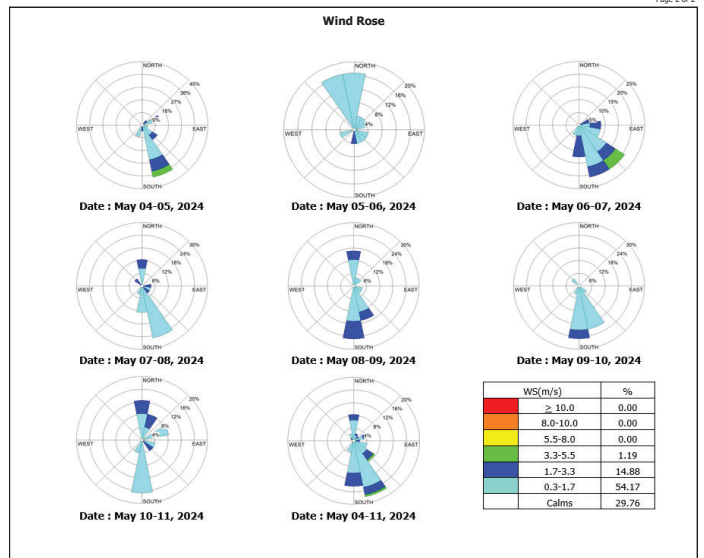 Page 2 of 2
Wind Rose
NORTH
40%
36%
27%
18%
9%
WEST
EAST
SOUTH
Date : May 04-05, 2024
NORTH
20%
16%
12%
8%
4%
WEST
EAST
SOUTH
Date : May 05-06, 2024
NORTH
25%
20%
15%
10%
5%
WEST
EAST
SOUTH
Date : May 06-07, 2024
NORTH
30%
24%
18%
12%
6%
WEST
EAST
SOUTH
Date : May 07-08, 2024
NORTH
30%
24%
18%
12%
6%
WEST
EAST
SOUTH
Date : May 08-09, 2024
NORTH
30%
24%
18%
12%
6%
WEST
EAST
SOUTH
Date : May 09-10, 2024
NORTH
20%
16%
12%
8%
4%
WEST
EAST
SOUTH
Date : May 10-11, 2024
NORTH
20%
16%
12%
8%
4%
WEST
EAST
SOUTH
Date : May 04-11, 2024
WS(m/s) %
≥ 10.0 0.00
8.0-10.0 0.00
5.5-8.0 0.00
3.3-5.5 1.19
1.7-3.3 14.88
0.3-1.7 54.17
Calms 29.76